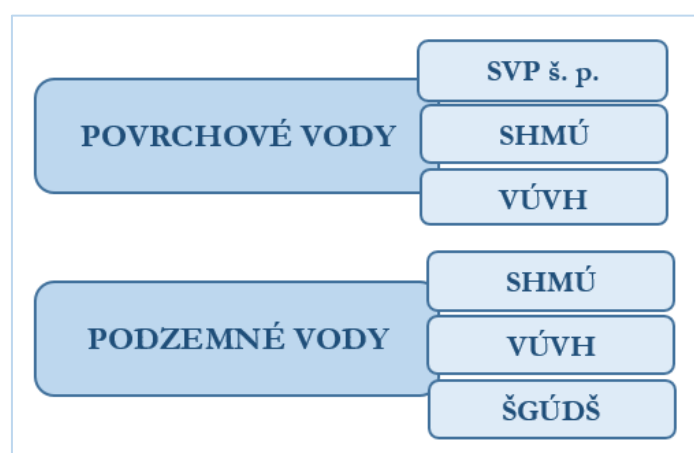 POVRCHOVÉ VODY
SVP š. p.
SHMÚ
VÚVH
PODZEMNÉ VODY
SHMÚ
VÚVH
ŠGÚDŠ